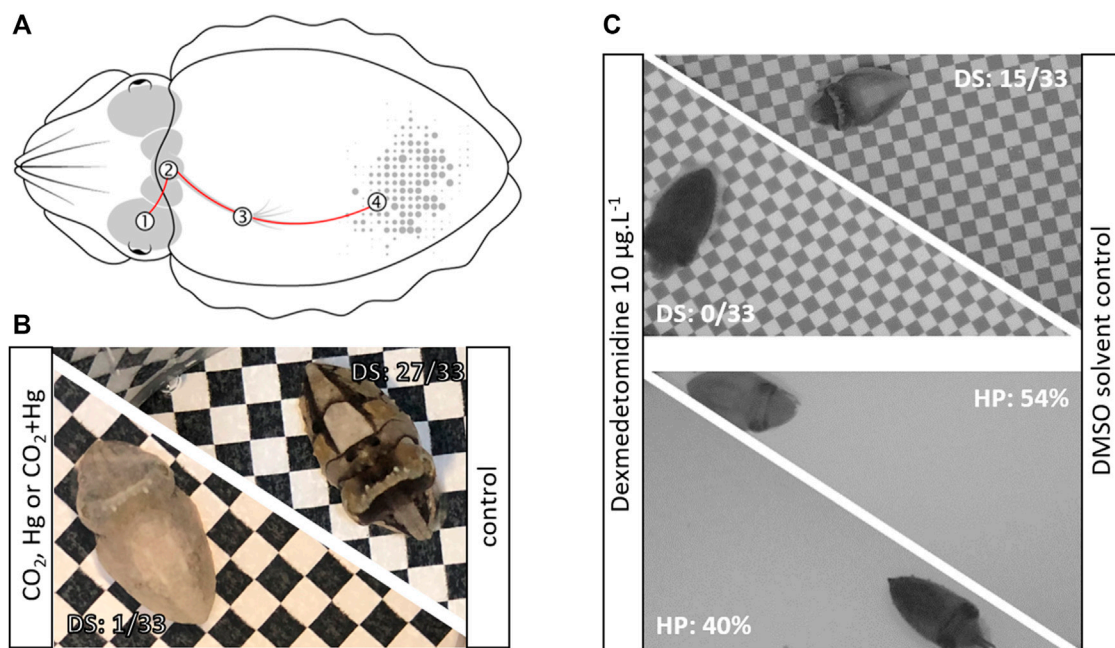 A
1
2
3
4
B
CO₂, Hg or CO₂+Hg
DS: 27/33
DS: 1/33
control
C
Dexmedetomidine 10 µg.L⁻¹
DS: 15/33
DS: 0/33
HP: 54%
HP: 40%
DMSO solvent control